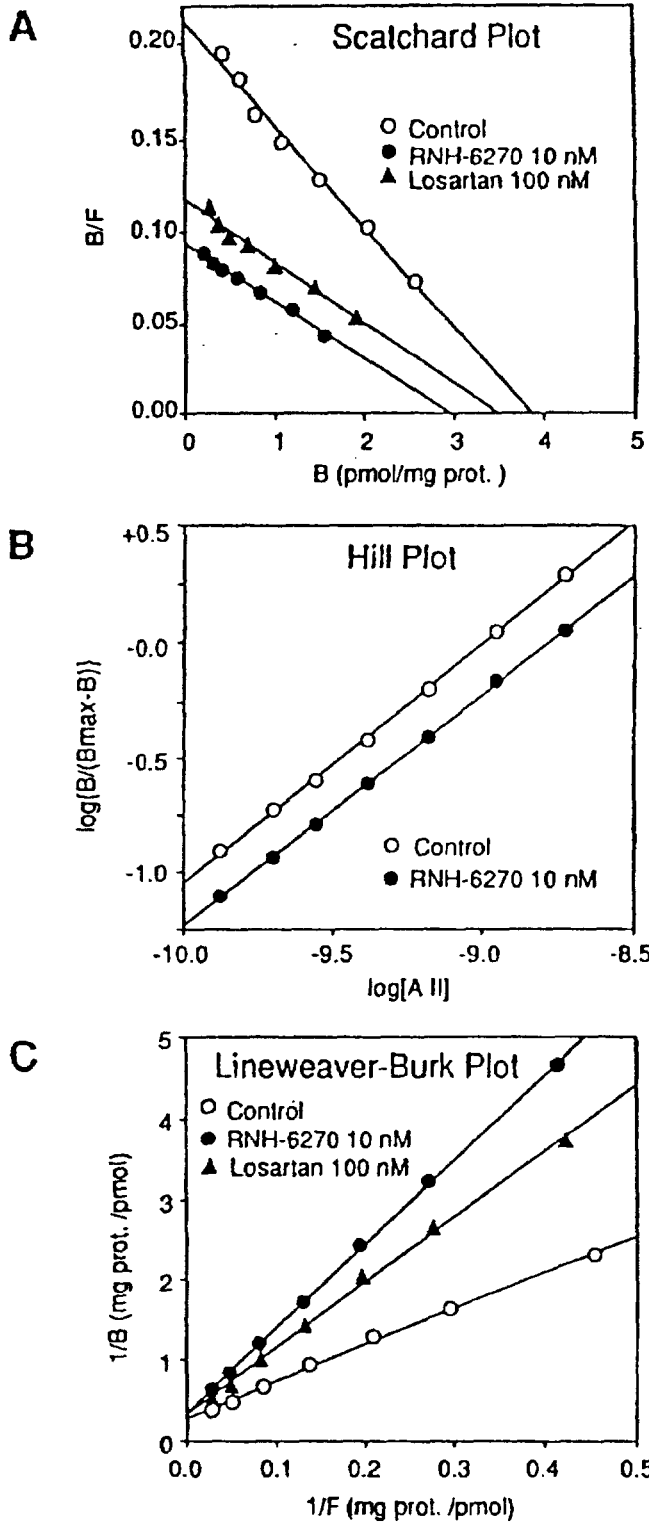 A
Scatchard Plot
Control
RNH-6270 10 nM
Losartan 100 nM
B/F
0.20
0.15
0.10
0.05
0.00
0 1 2 3 4 5
B (pmol/mg prot. )
B
Hill Plot
log{B/(Bmax-B)}
+0.5
-0.0
-0.5
-1.0
Control
RNH-6270 10 nM
-10.0 -9.5 -9.0 -8.5
log[A II]
C
Lineweaver-Burk Plot
Control
RNH-6270 10 nM
Losartan 100 nM
1/B (mg prot. /pmol)
5
4
3
2
1
0
0.0 0.1 0.2 0.3 0.4 0.5
1/F (mg prot. /pmol)